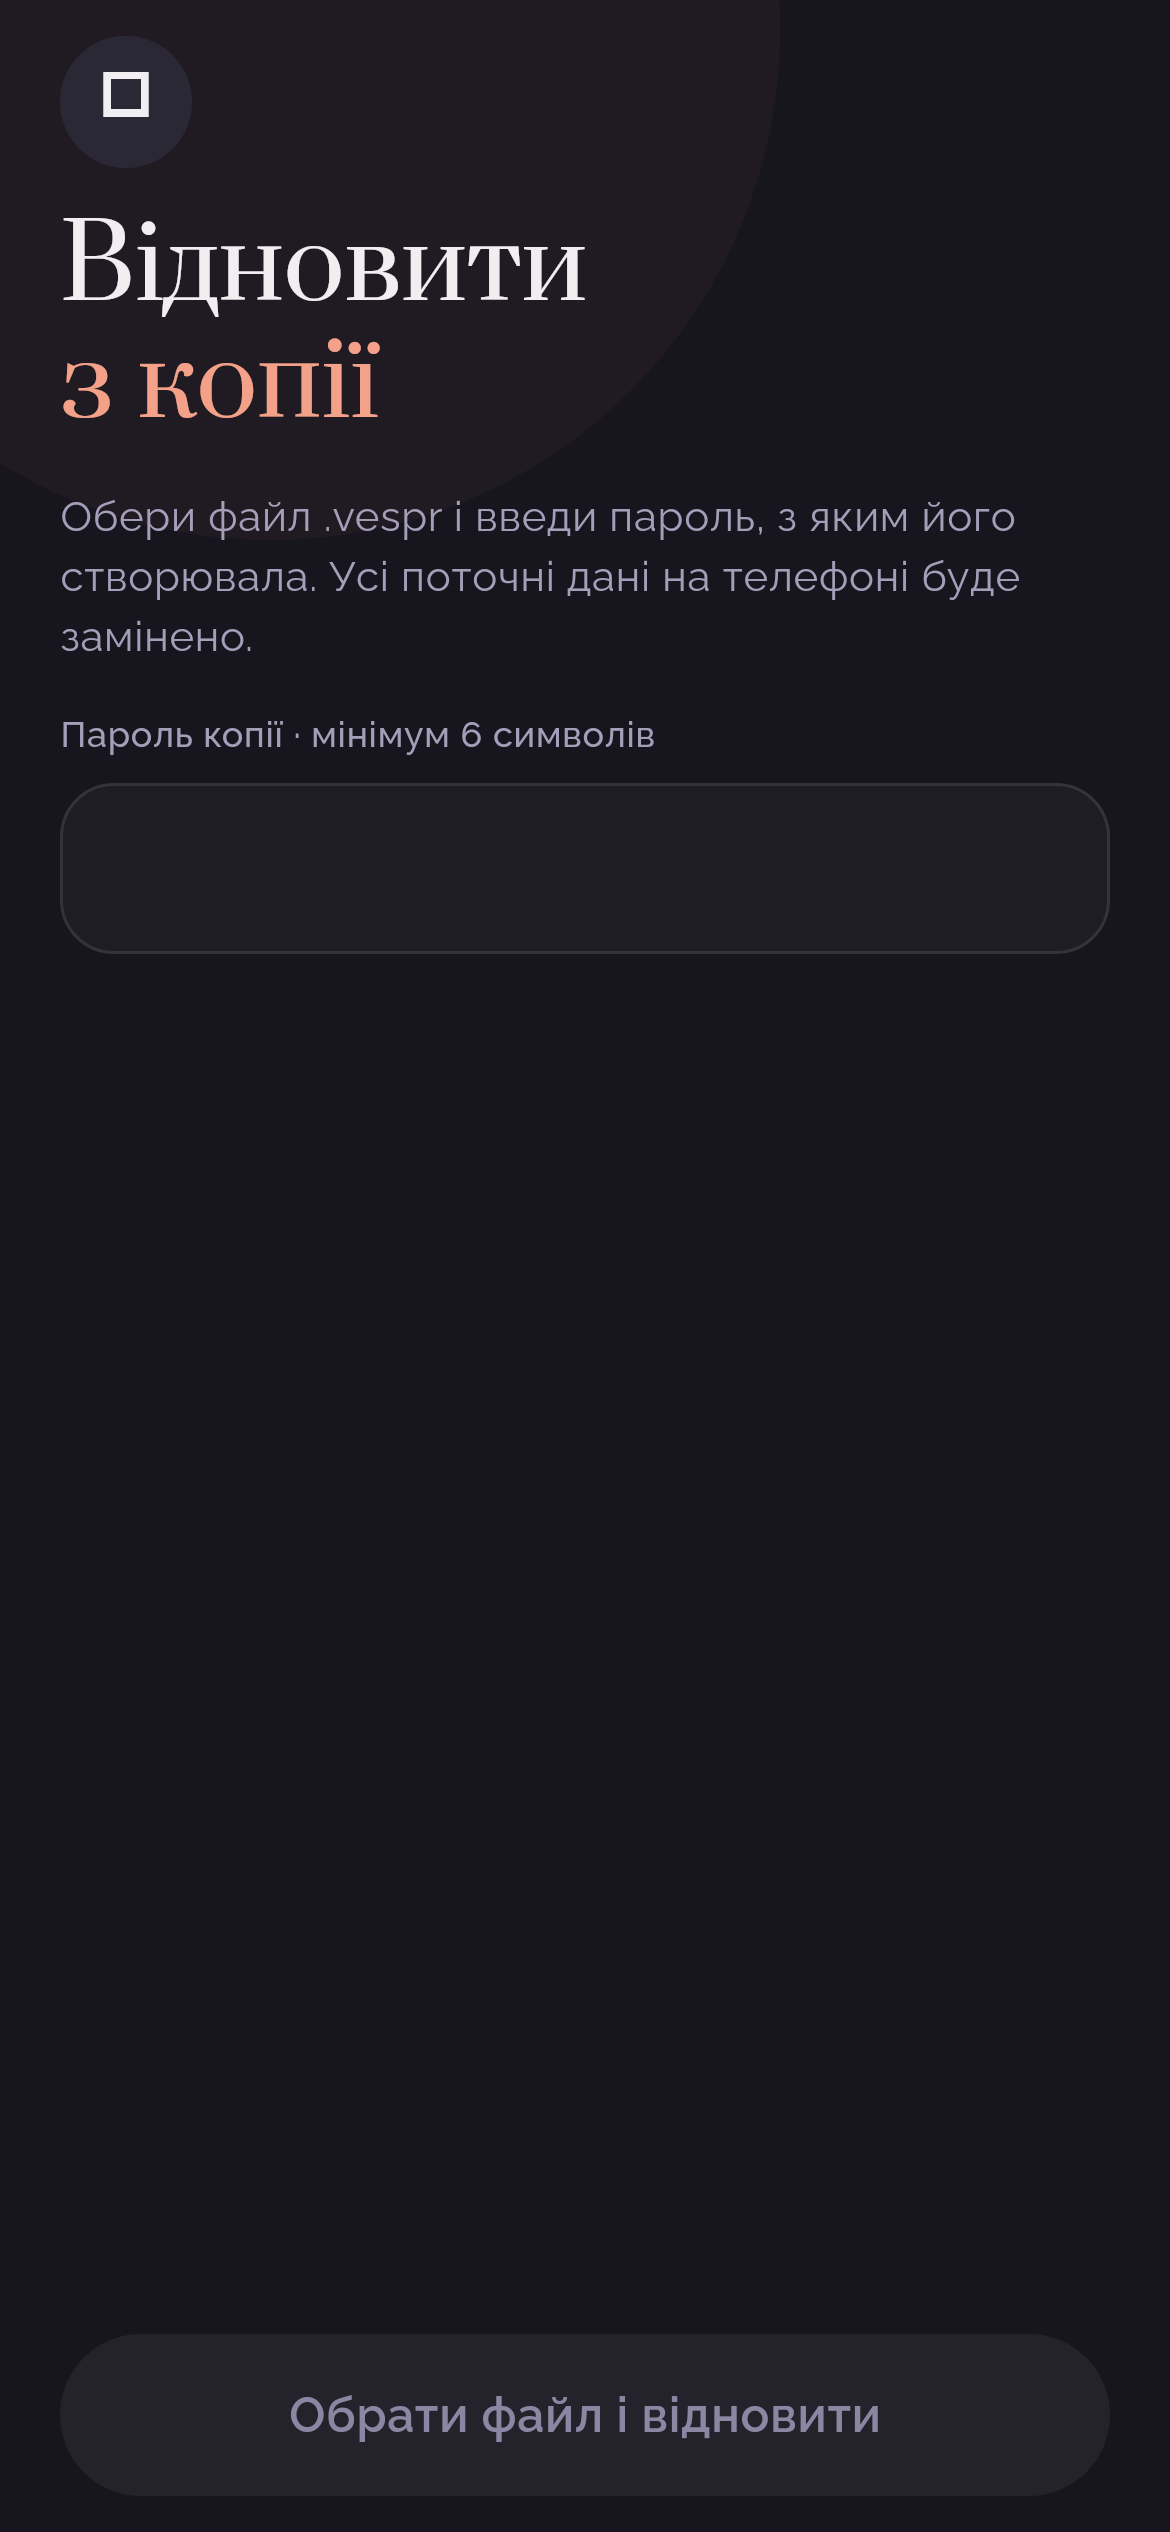 Відновити
з копії
Обери файл .vespr і введи пароль, з яким його
створювала. Усі поточні дані на телефоні буде
замінено.
Пароль копії · мінімум 6 символів
Обрати файл і відновити